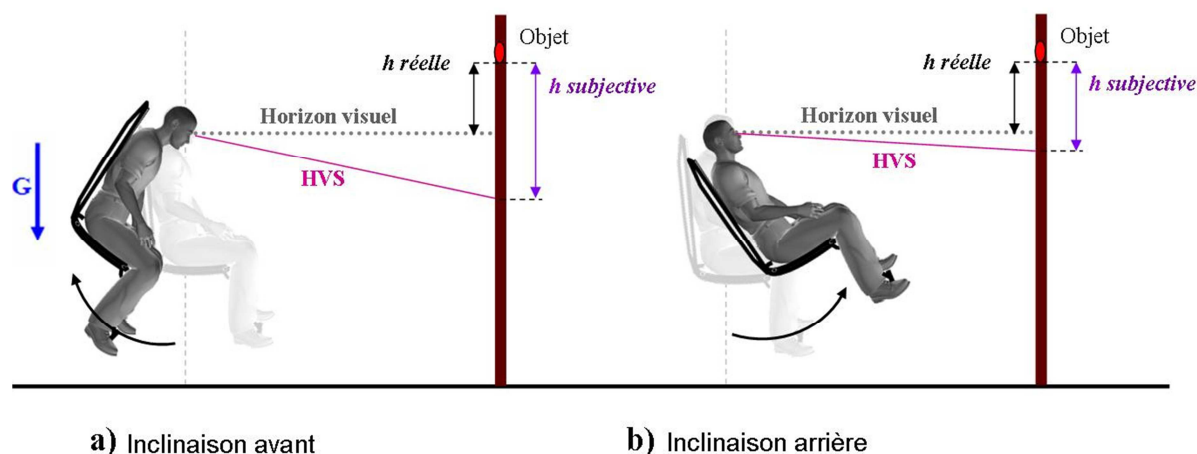 Objet
h réelle
h subjective
Horizon visuel
HVS
G
a) Inclinaison avant
Objet
h réelle
h subjective
Horizon visuel
HVS
b) Inclinaison arrière